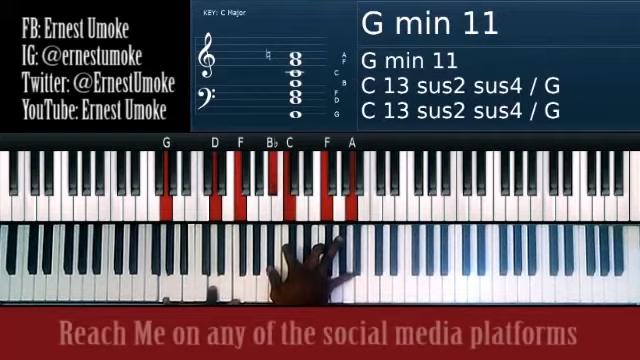 FB: Ernest Umoke
IG: @ernestumoke
Twitter: @ErnestUmoke
YouTube: Ernest Umoke
KEY: C Major
A
F
C
B
F
D
G
G min 11
G min 11
C 13 sus2 sus4 / G
C 13 sus2 sus4 / G
G D F B♭ C F A
Reach Me on any of the social media platforms